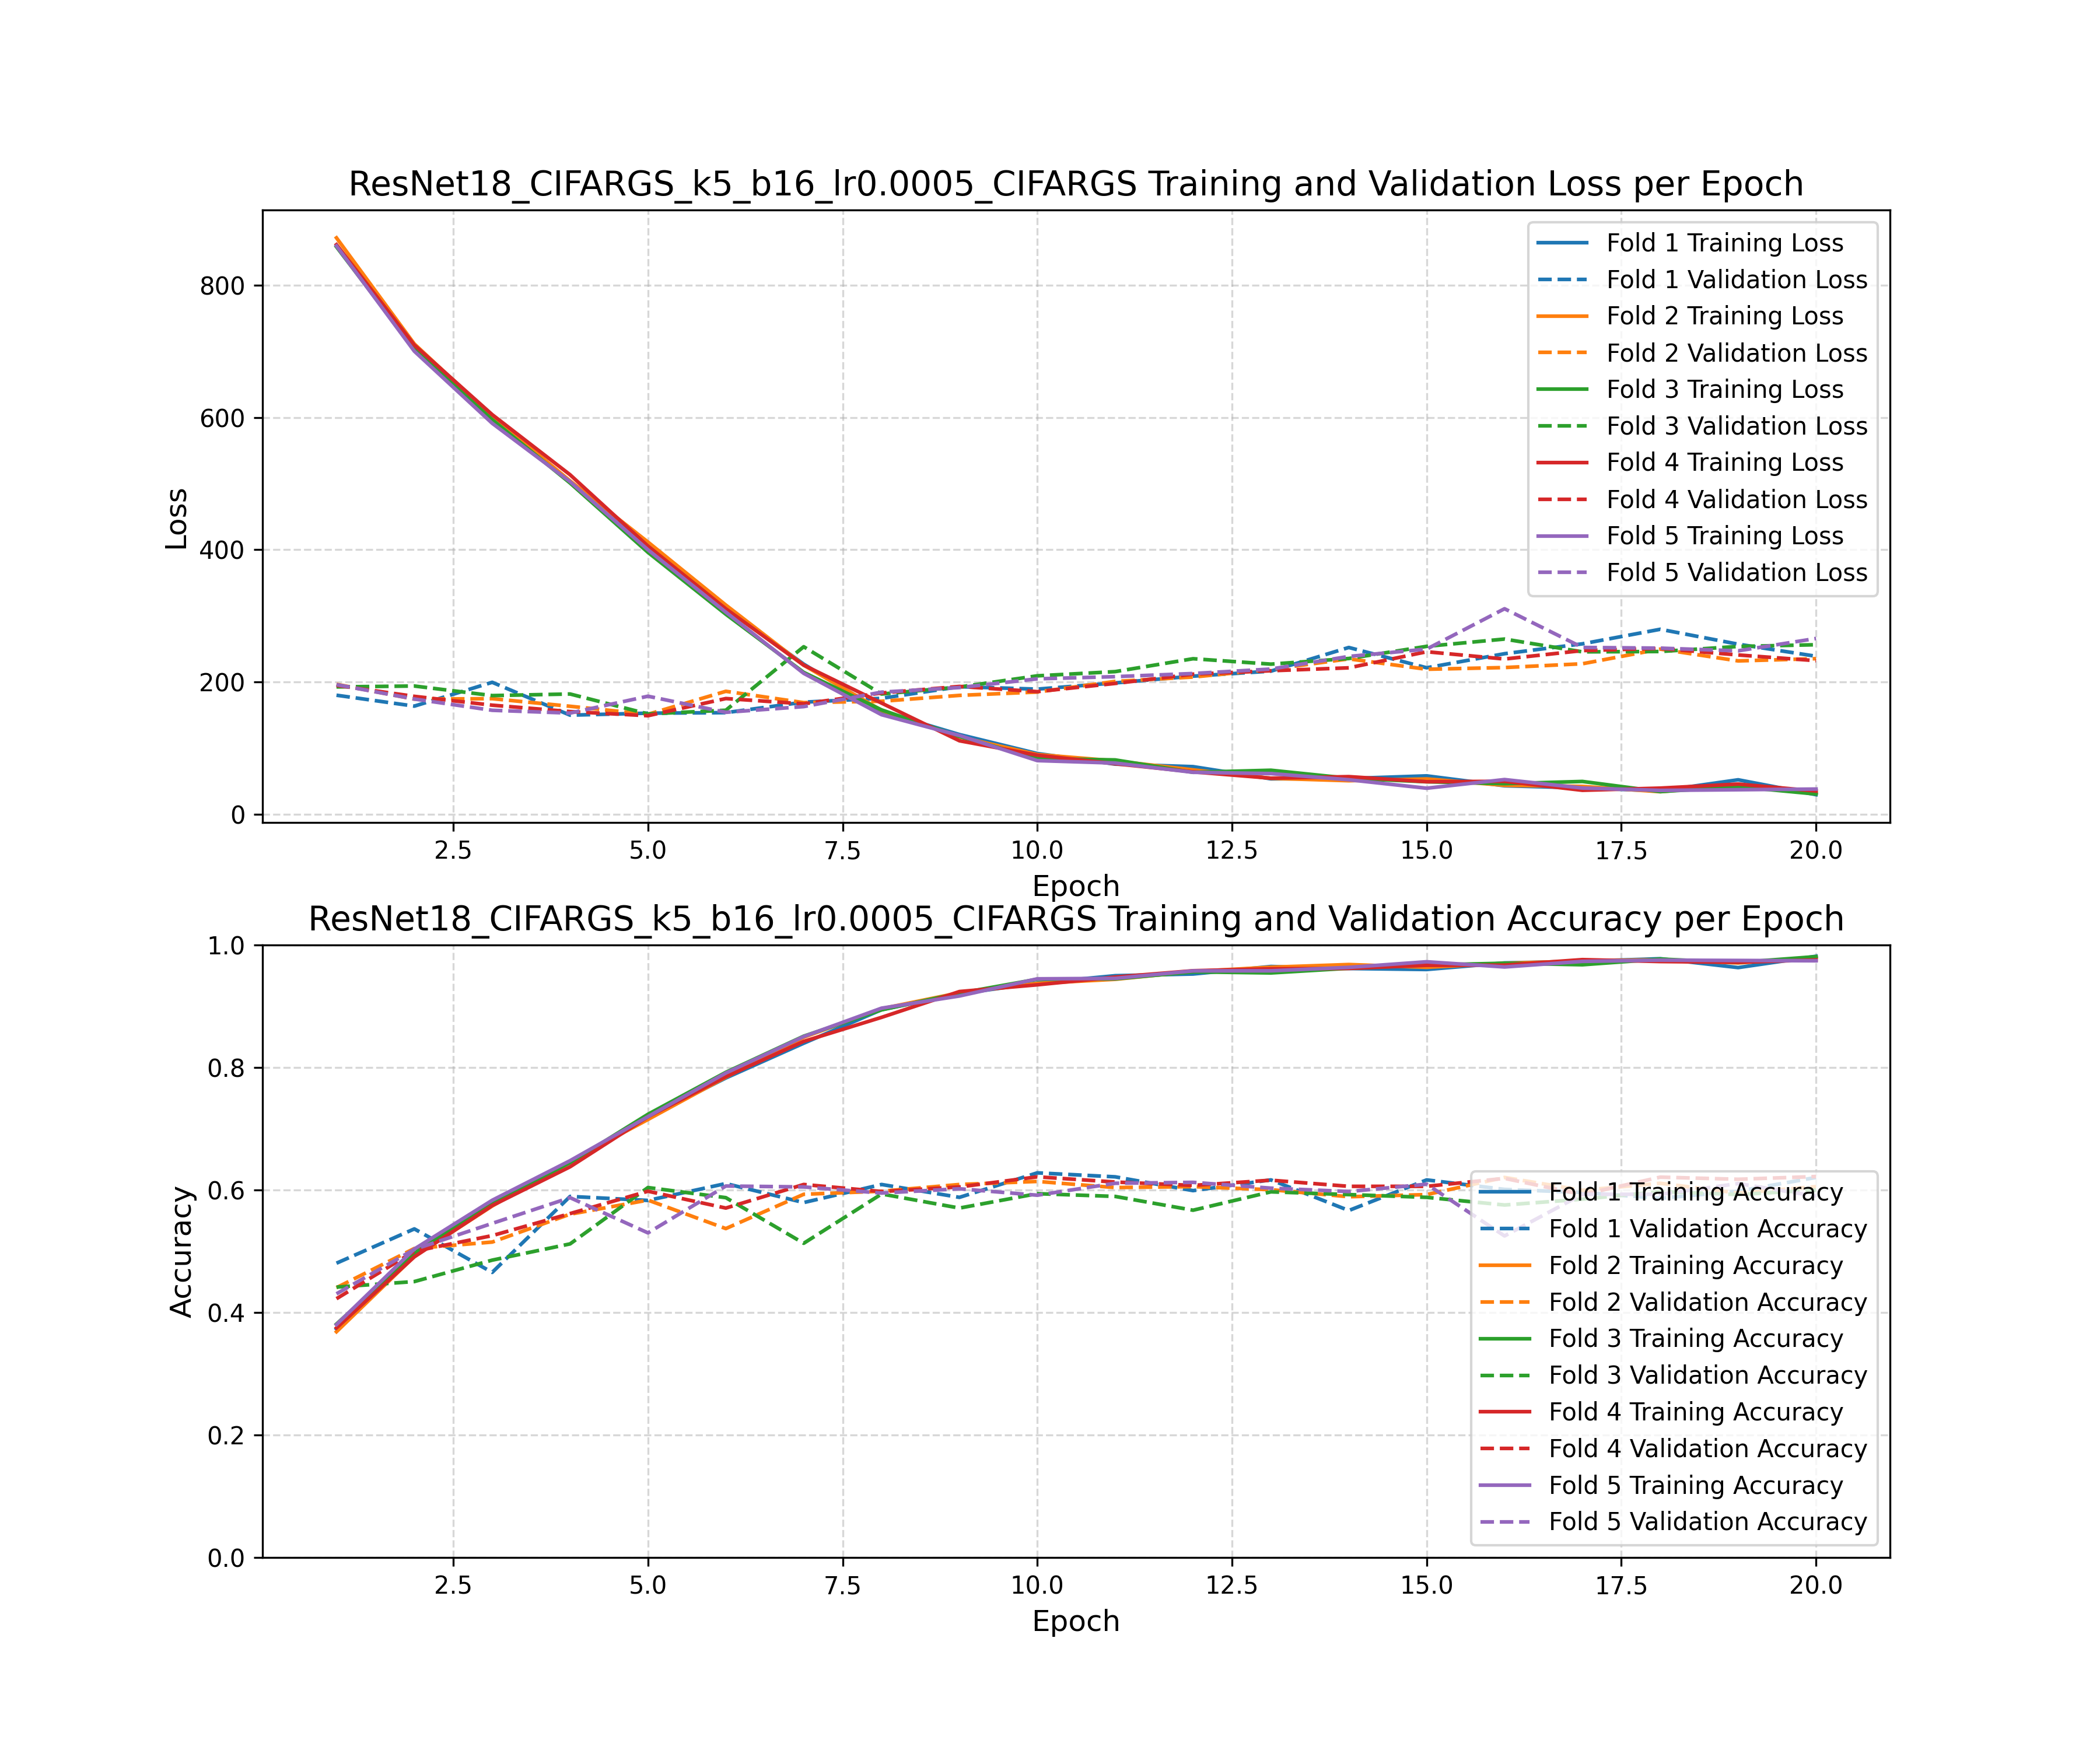 ResNet18_CIFARGS_k5_b16_lr0.0005_CIFARGS Training and Validation Loss per Epoch
Loss
800
600
400
200
0
Fold 1 Training Loss
Fold 1 Validation Loss
Fold 2 Training Loss
Fold 2 Validation Loss
Fold 3 Training Loss
Fold 3 Validation Loss
Fold 4 Training Loss
Fold 4 Validation Loss
Fold 5 Training Loss
Fold 5 Validation Loss
2.5 5.0 7.5 10.0 12.5 15.0 17.5 20.0
Epoch
ResNet18_CIFARGS_k5_b16_lr0.0005_CIFARGS Training and Validation Accuracy per Epoch
Accuracy
1.0
0.8
0.6
0.4
0.2
0.0
Fold 1 Training Accuracy
Fold 1 Validation Accuracy
Fold 2 Training Accuracy
Fold 2 Validation Accuracy
Fold 3 Training Accuracy
Fold 3 Validation Accuracy
Fold 4 Training Accuracy
Fold 4 Validation Accuracy
Fold 5 Training Accuracy
Fold 5 Validation Accuracy
2.5 5.0 7.5 10.0 12.5 15.0 17.5 20.0
Epoch